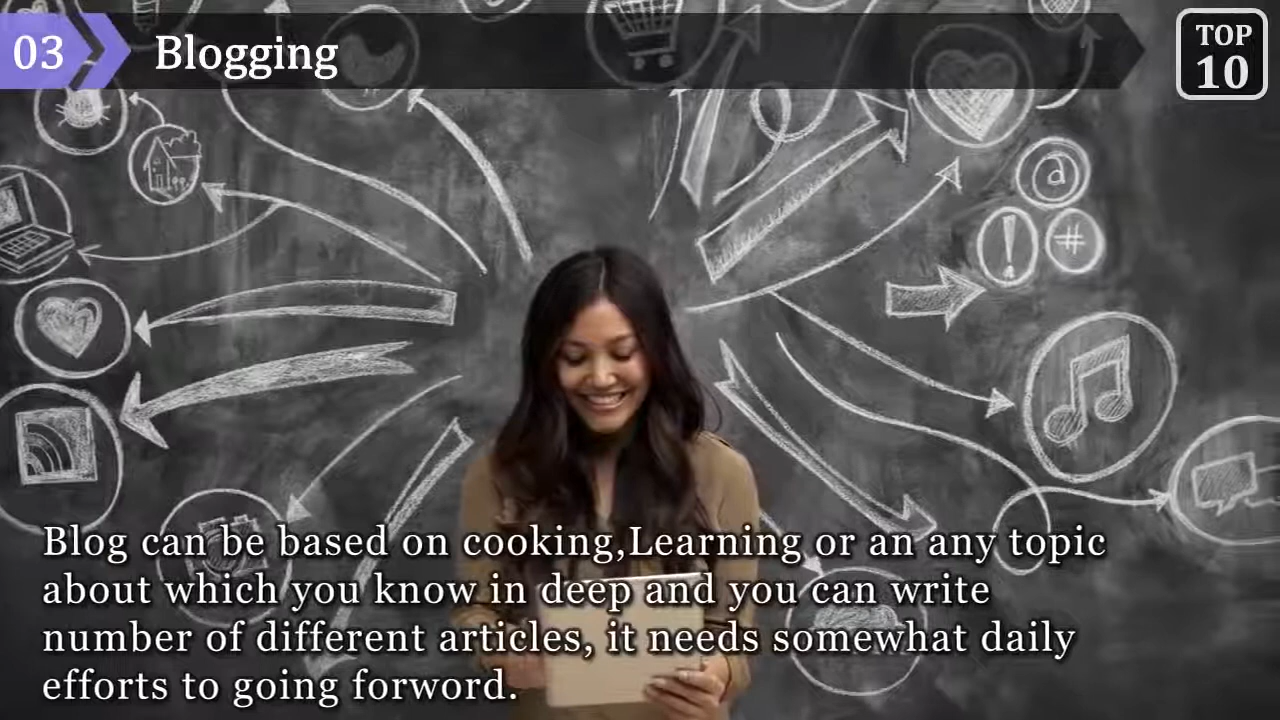 03 Blogging
TOP
10
@
!
#
Blog can be based on cooking,Learning or an any topic
about which you know in deep and you can write
number of different articles, it needs somewhat daily
efforts to going forword.